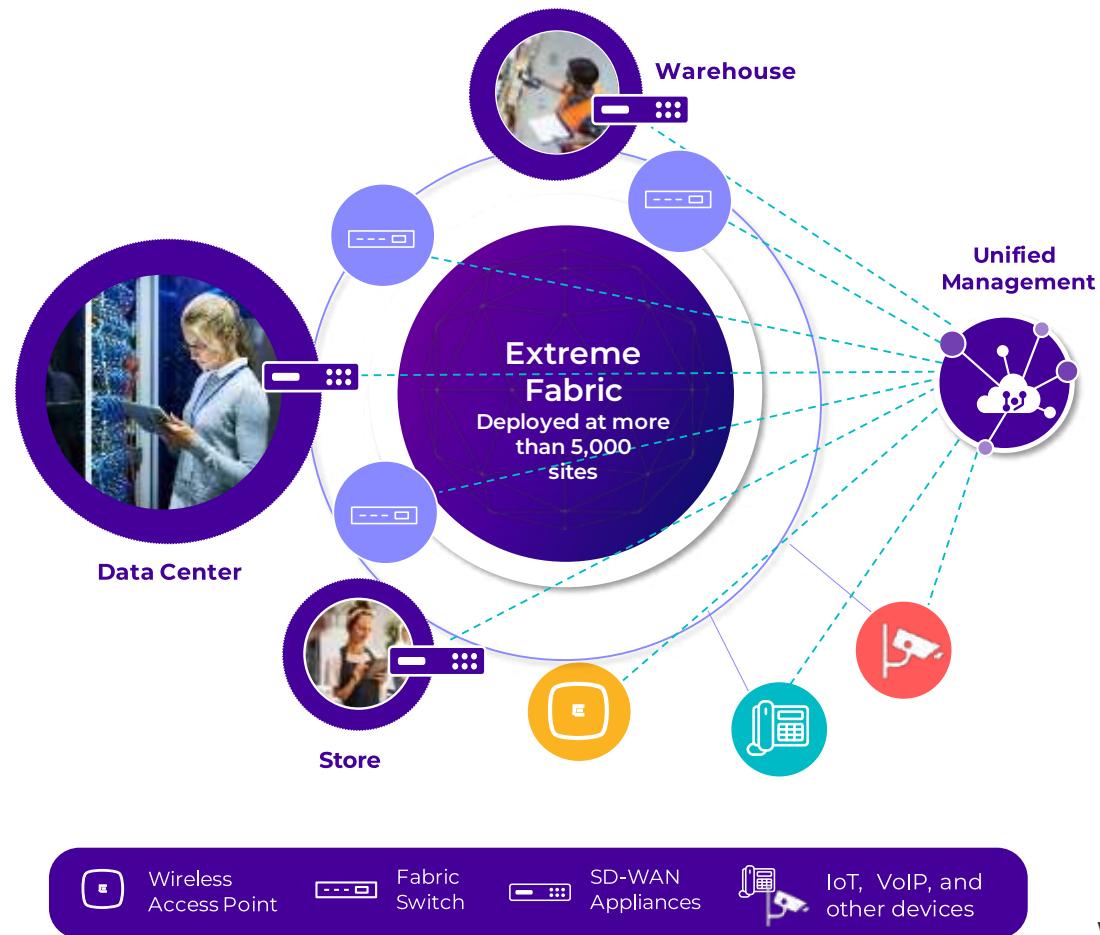 Warehouse
Unified
Management
Extreme
Fabric
Deployed at more
than 5,000
sites
Data Center
Store
Wireless
Access Point
Fabric
Switch
SD-WAN
Appliances
IoT, VoIP, and
other devices